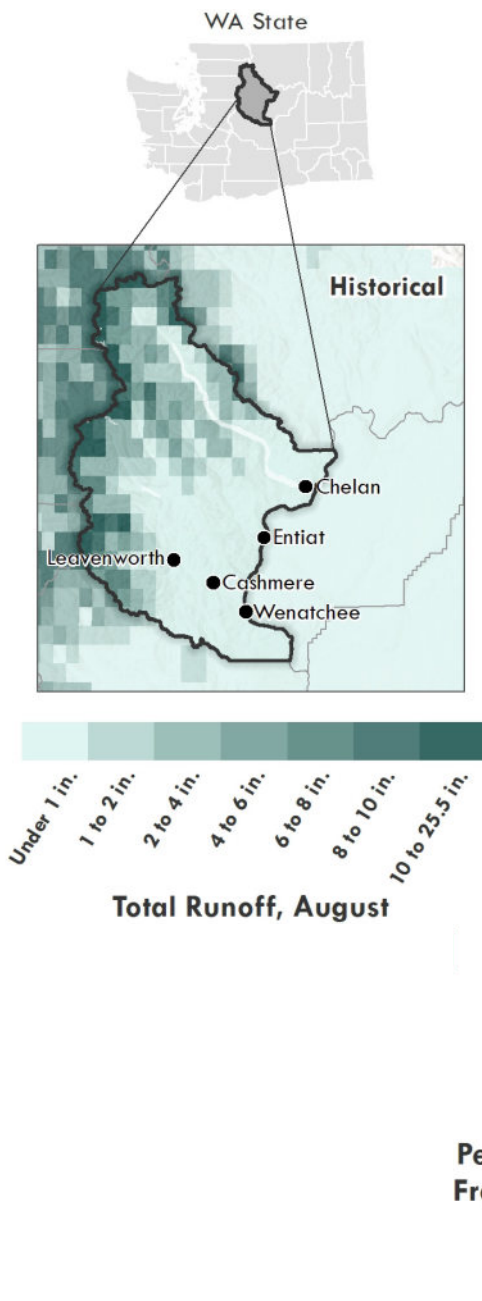 WA State
Historical
Chelan
Entiat
Leavenworth
Cashmere
Wenatchee
Under 1 in.
1 to 2 in.
2 to 4 in.
4 to 6 in.
6 to 8 in.
8 to 10 in.
10 to 25.5 in.
Total Runoff, August
Pe
Fr